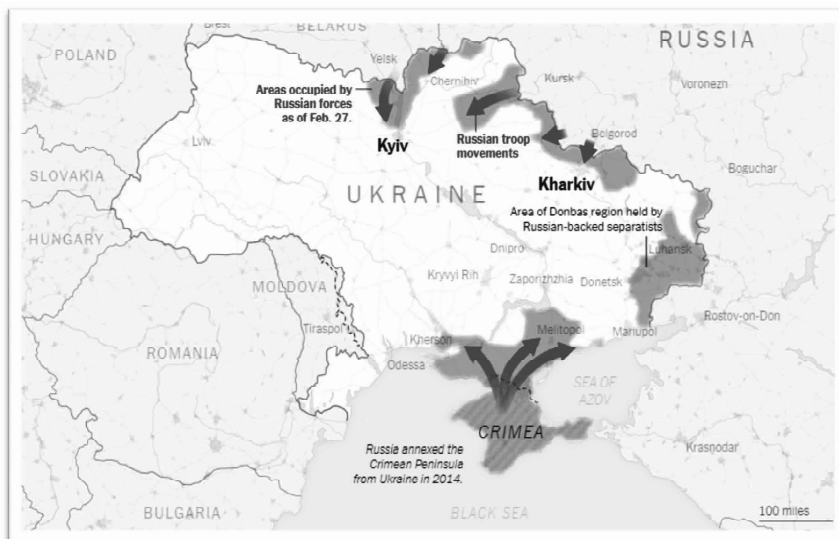 Brest
BELARUS
RUSSIA
POLAND
Yelsk
Chernihiv
Kursk
Voronezh
Areas occupied by
Russian forces
as of Feb. 27.
Lviv
Kyiv
Russian troop
movements
Belgorod
SLOVAKIA
Boguchar
UKRAINE
Kharkiv
Area of Donbas region held by
Russian-backed separatists
HUNGARY
Dnipro
Luhansk
Kryvyi Rih
Zaporizhzhia
Donetsk
MOLDOVA
Tiraspol
Kherson
Melitopol
Mariupol
Rostov-on-Don
ROMANIA
Odessa
SEA OF
AZOV
CRIMEA
Russia annexed the
Crimean Peninsula
from Ukraine in 2014.
Krasnodar
BULGARIA
BLACK SEA
100 miles